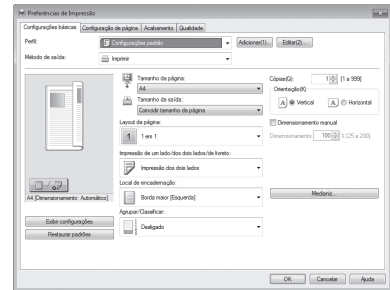 Preferências de Impressão
Configurações básicas Configuração de página Acabamento Qualidade
Perfil: Configurações padrão Adicionar(1)... Editar(2)...
Método de saída: Imprimir
Tamanho da página:
A4
Tamanho da saída:
Coincidir tamanho da página
Layout da página:
1 1 em 1
Impressão de um lado/dos dois lados/de livreto:
Impressão dos dois lados
Local de encadernação:
Borda maior [Esquerda]
Agrupar/Classificar:
Desligado
Cópias(Q): 1 [1 a 999]
Orientação(K)
A Vertical A Horizontal
Dimensionamento manual
Dimensionamento: 100 % [25 a 200]
Medianiz...
A4 [Dimensionamento: Automático]
Exibir configurações
Restaurar padrões
OK Cancelar Ajuda